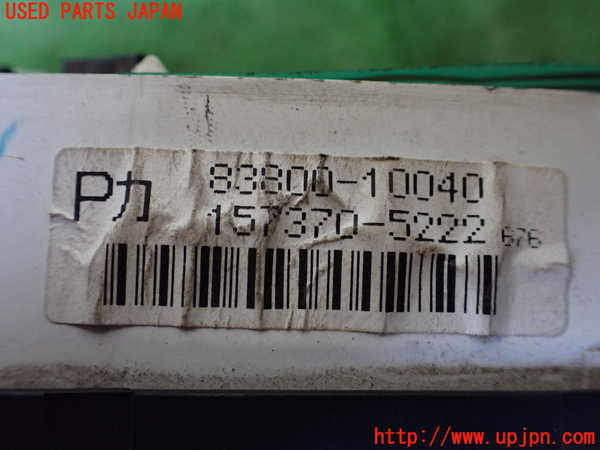 USED PARTS JAPAN
Pカ 83800-10040
157370-5222 676
http://www.upjpn.com/